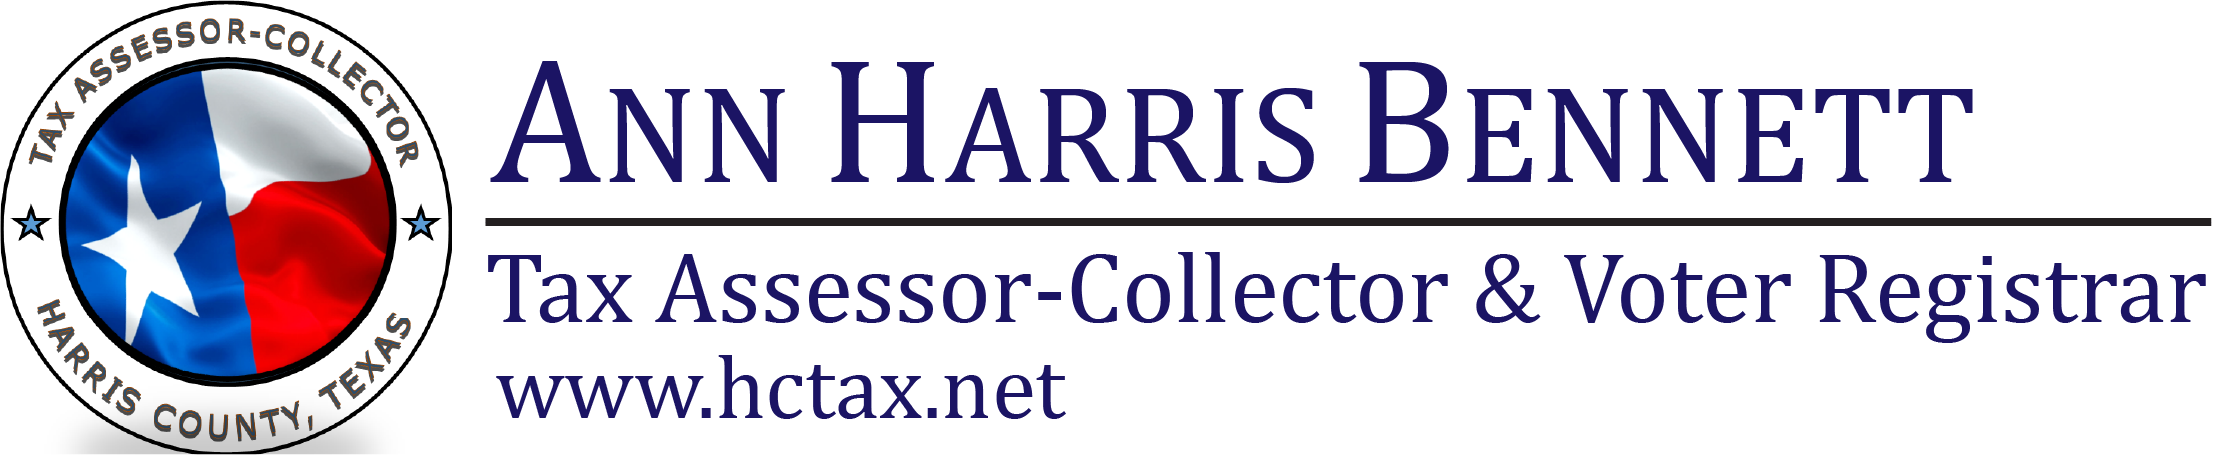 TAX ASSESSOR-COLLECTOR
HARRIS COUNTY, TEXAS
ANN HARRIS BENNETT
Tax Assessor-Collector & Voter Registrar
www.hctax.net